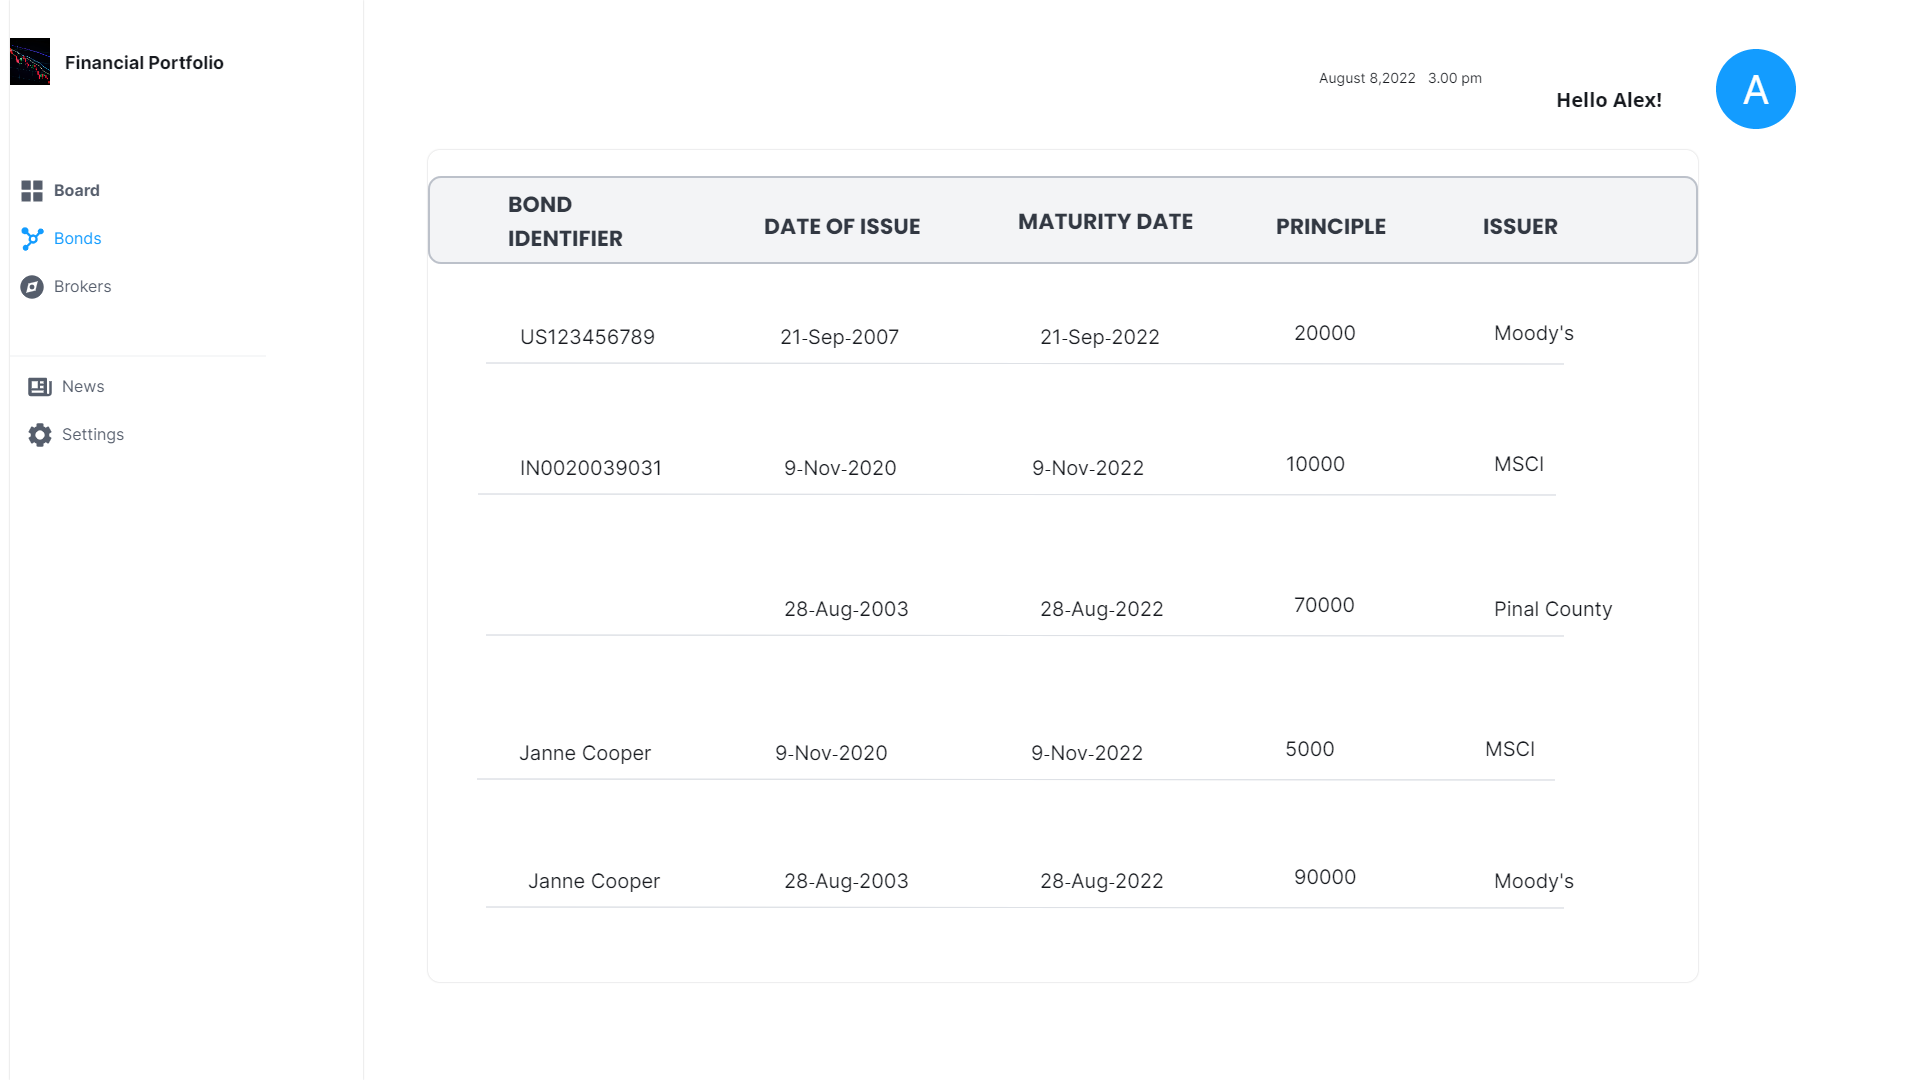 Financial Portfolio
August 8,2022 3.00 pm
Hello Alex!
A
Board
Bonds
Brokers
News
Settings
BOND IDENTIFIER DATE OF ISSUE MATURITY DATE PRINCIPLE ISSUER
US123456789 21-Sep-2007 21-Sep-2022 20000 Moody's
IN0020039031 9-Nov-2020 9-Nov-2022 10000 MSCI
28-Aug-2003 28-Aug-2022 70000 Pinal County
Janne Cooper 9-Nov-2020 9-Nov-2022 5000 MSCI
Janne Cooper 28-Aug-2003 28-Aug-2022 90000 Moody's